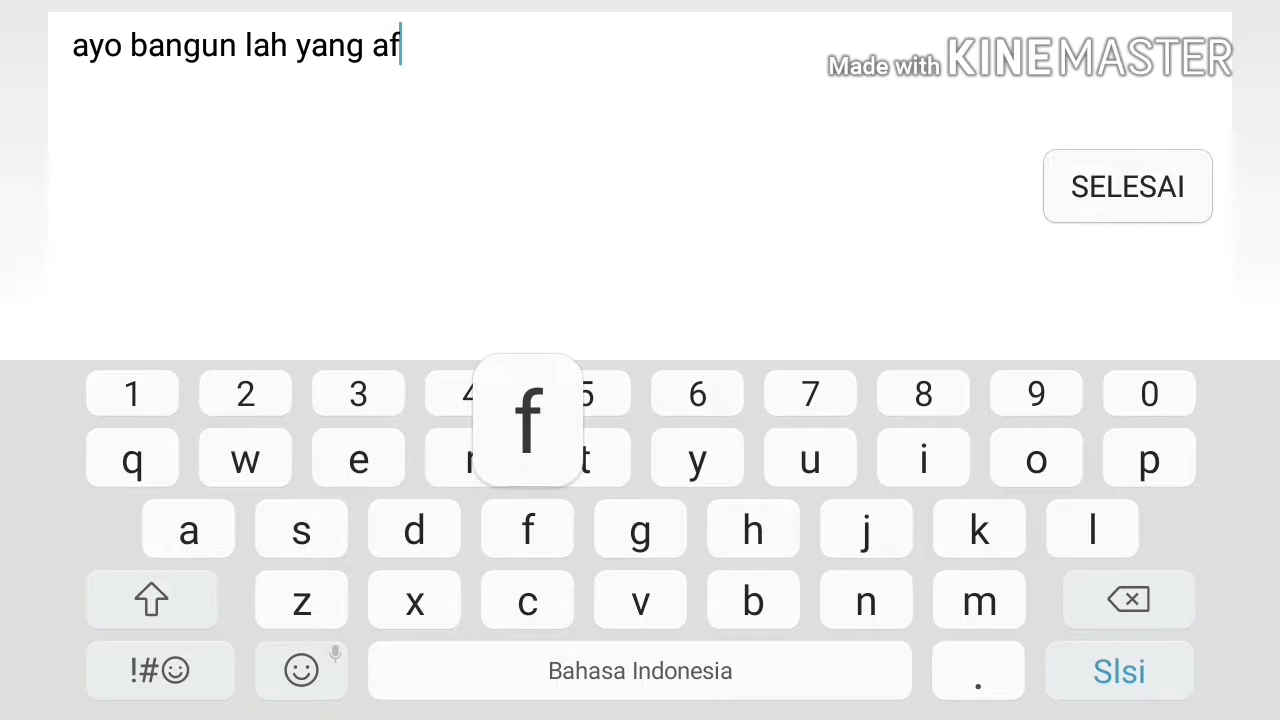 ayo bangun lah yang af
Made with KINEMASTER
SELESAI
1 2 3 4 5 6 7 8 9 0
f
q w e r t y u i o p
a s d f g h j k l
z x c v b n m
!#☺ Bahasa Indonesia . Slsi